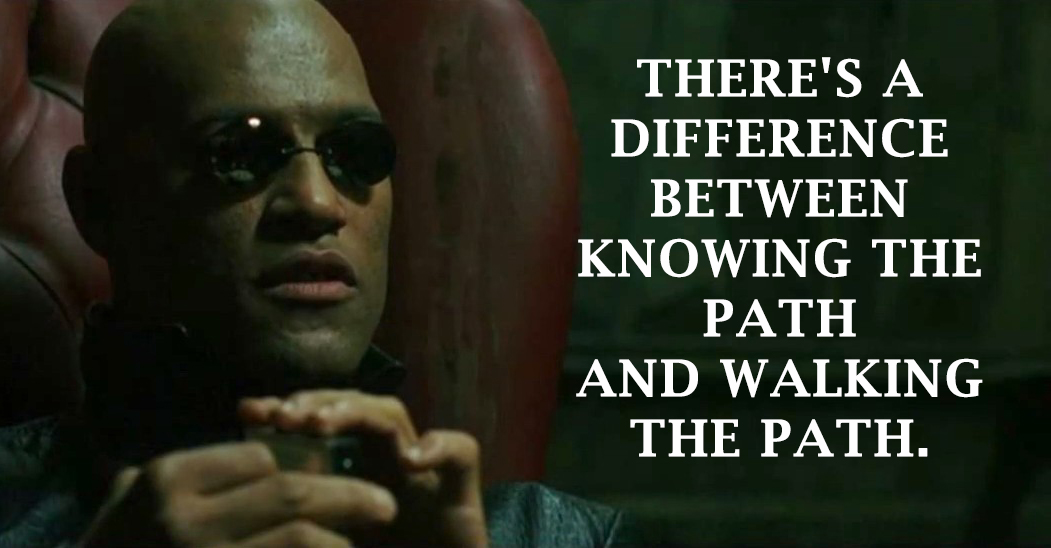 THERE'S A
DIFFERENCE
BETWEEN
KNOWING THE
PATH
AND WALKING
THE PATH.